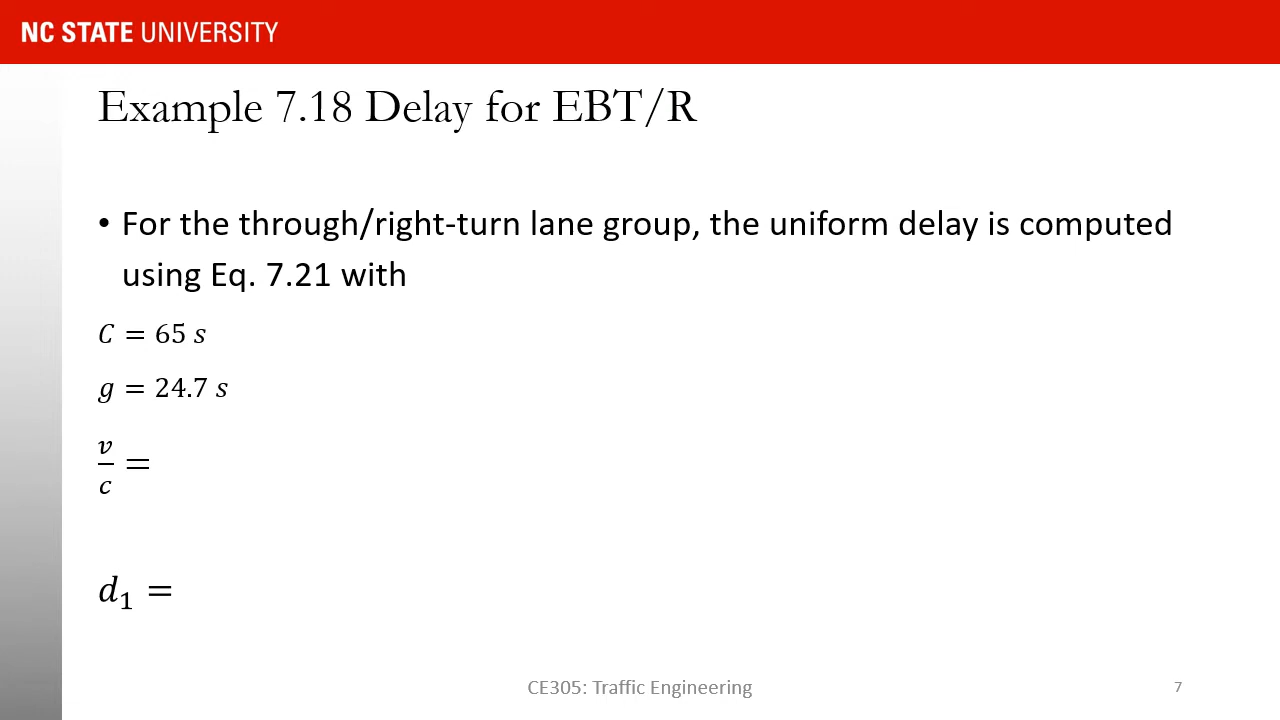 NC STATE UNIVERSITY
Example 7.18 Delay for EBT/R
• For the through/right-turn lane group, the uniform delay is computed
using Eq. 7.21 with
𝐶 = 65 𝑠
𝑔 = 24.7 𝑠
𝑣/𝑐 =
𝑑₁ =
CE305: Traffic Engineering
7